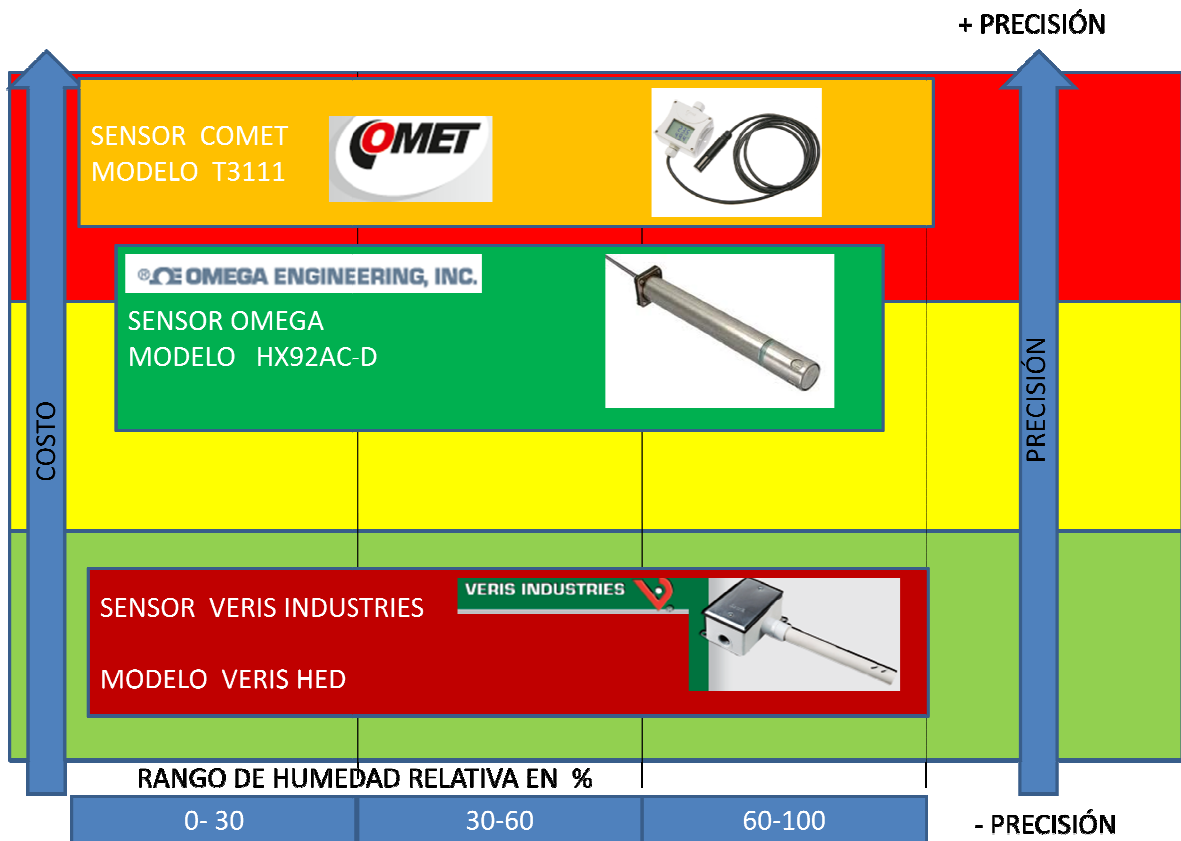 + PRECISIÓN
SENSOR  COMET
MODELO  T3111
COMET
®ΩE OMEGA ENGINEERING, INC.
SENSOR OMEGA
MODELO   HX92AC-D
COSTO
PRECISIÓN
SENSOR  VERIS INDUSTRIES
VERIS INDUSTRIES
MODELO  VERIS HED
RANGO DE HUMEDAD RELATIVA EN  %
0- 30
30-60
60-100
- PRECISIÓN